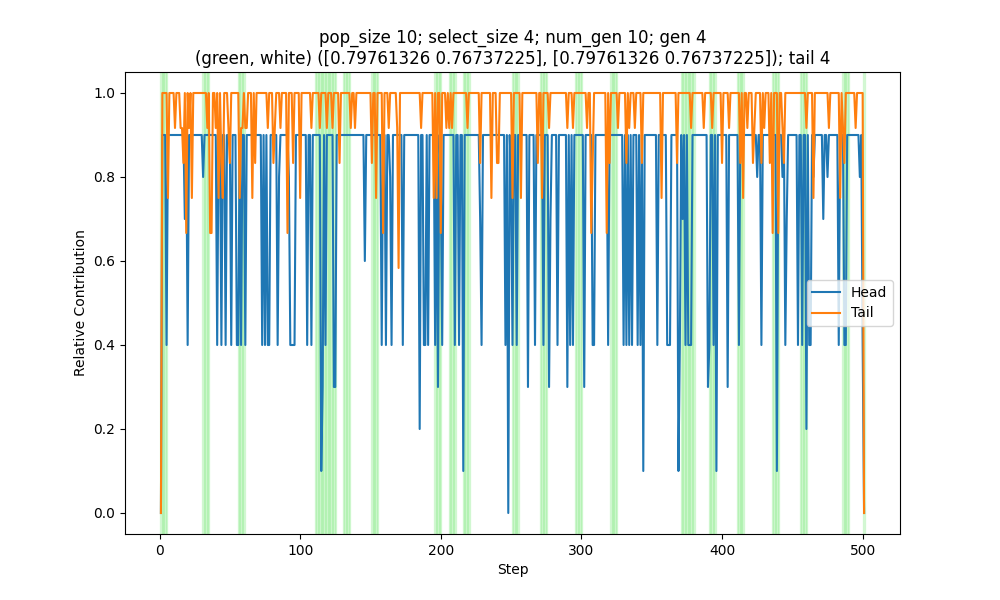 pop_size 10; select_size 4; num_gen 10; gen 4
(green, white) ([0.79761326 0.76737225], [0.79761326 0.76737225]); tail 4
1.0
0.8
0.6
0.4
0.2
0.0
Relative Contribution
Head
Tail
0
100
200
300
400
500
Step